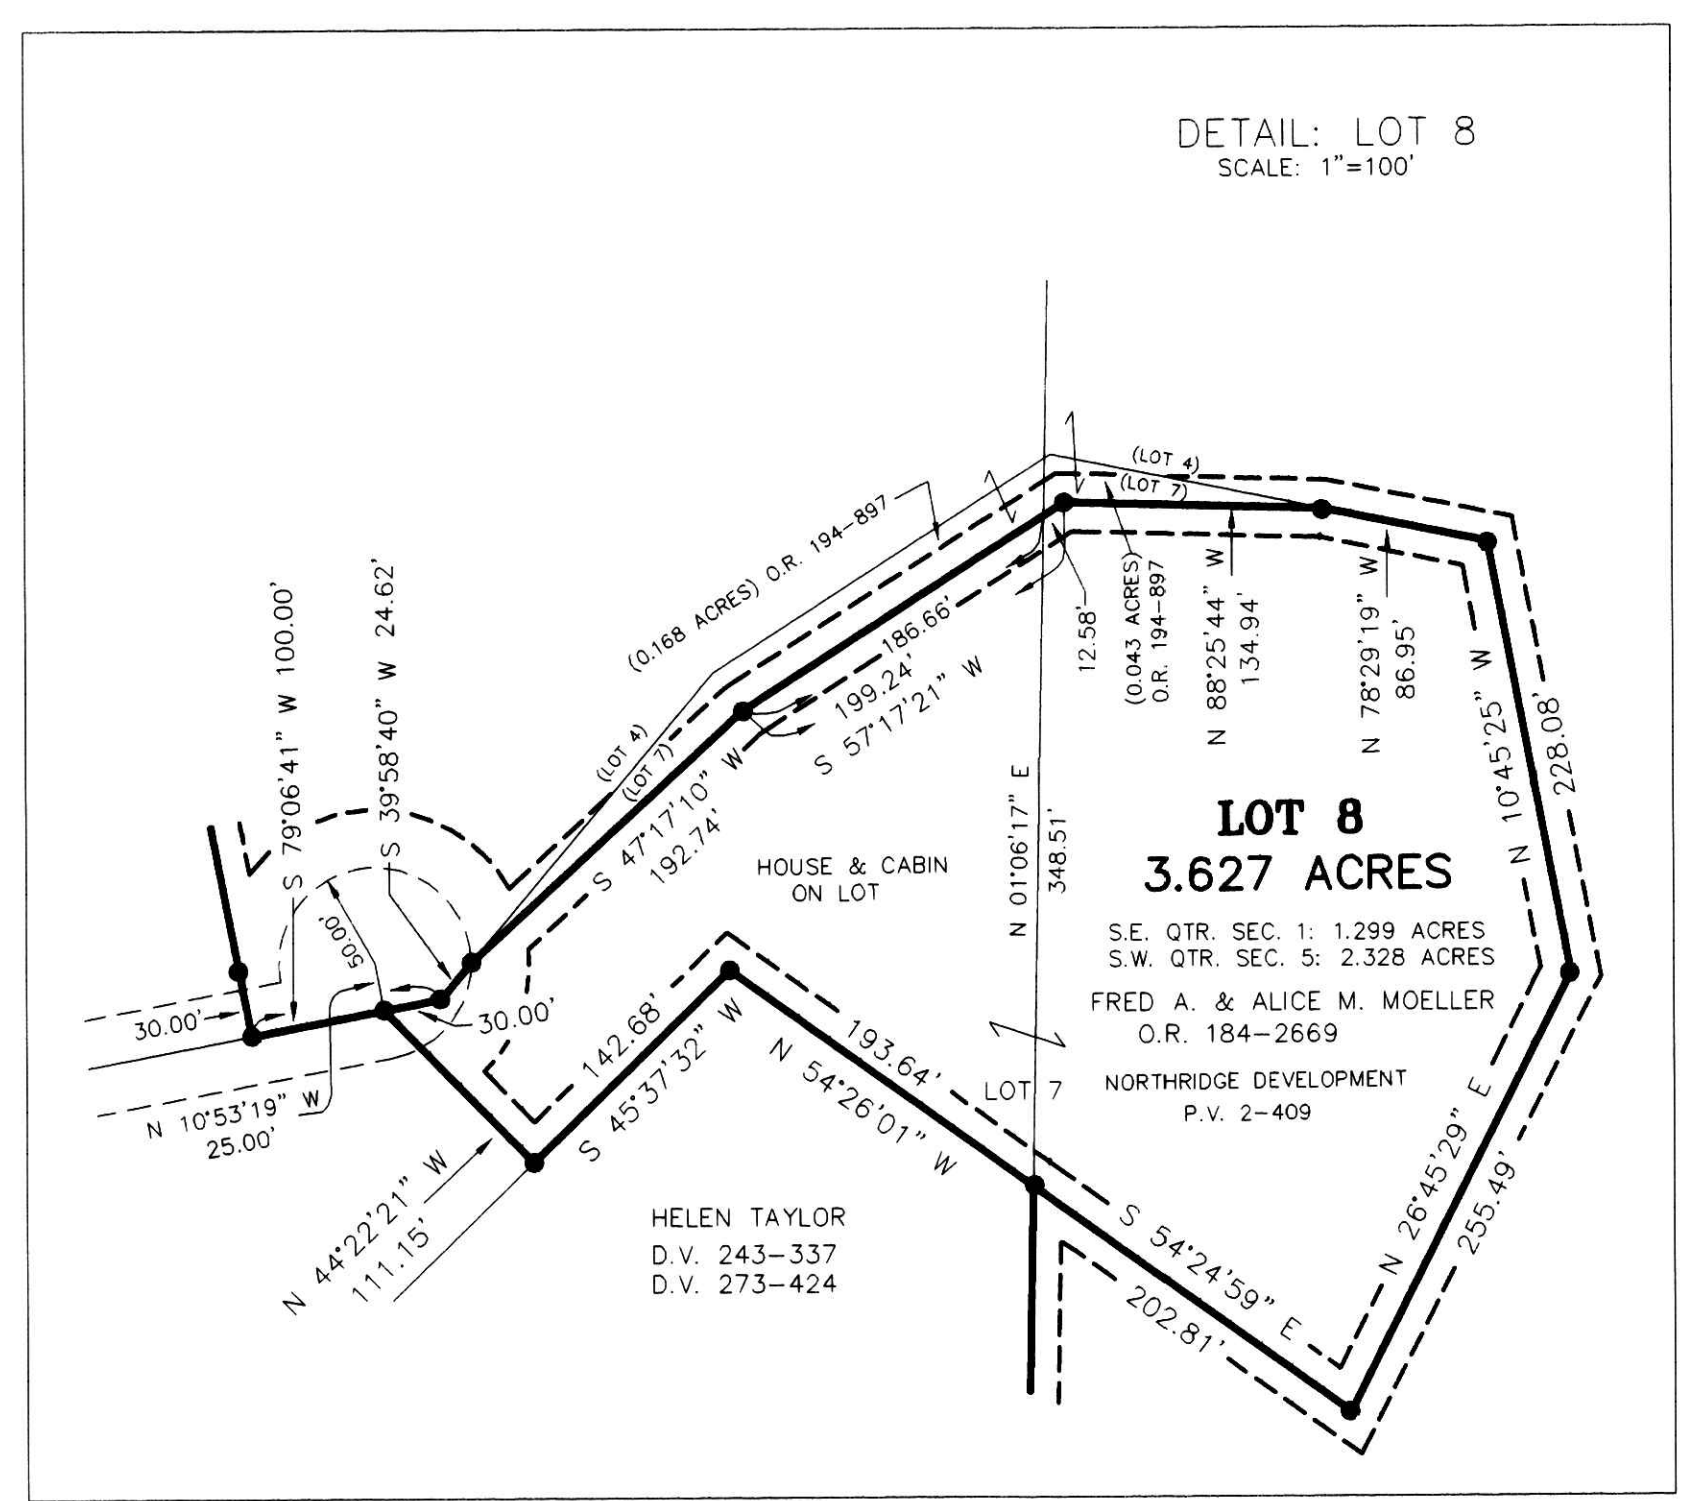 DETAIL: LOT 8
SCALE: 1"=100'
(LOT 4)
(LOT 7)
(0.168 ACRES) O.R. 194-897
186.66'
199.24'
S 57°17'21" W
12.58'
(0.043 ACRES)
O.R. 194-897
N 88°25'44" W
134.94'
N 78°29'19" W
86.95'
N 10°45'25" W
228.08'
S 79°06'41" W 100.00'
S 39°58'40" W 24.62'
(LOT 4)
(LOT 7)
S 47°17'10" W
192.74'
HOUSE & CABIN
ON LOT
N 01°06'17" E
348.51'
LOT 8
3.627 ACRES
S.E. QTR. SEC. 1: 1.299 ACRES
S.W. QTR. SEC. 5: 2.328 ACRES
FRED A. & ALICE M. MOELLER
O.R. 184-2669
NORTHRIDGE DEVELOPMENT
P.V. 2-409
LOT 7
50.00'
30.00'
30.00'
N 10°53'19" W
25.00'
142.68'
S 45°37'32" W
193.64'
N 54°26'01" W
N 44°22'21" W
111.15'
HELEN TAYLOR
D.V. 243-337
D.V. 273-424
S 54°24'59" E
202.81'
N 26°45'29" E
255.49'